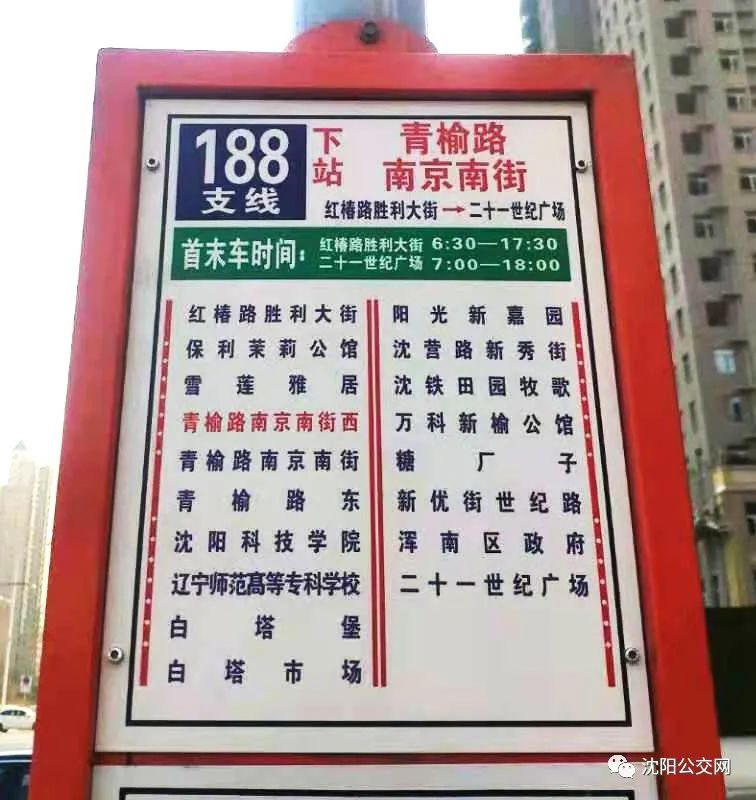 188
支线
下站
青榆路
南京南街
红椿路胜利大街→二十一世纪广场
首末车时间：
红椿路胜利大街 6:30—17:30
二十一世纪广场 7:00—18:00
红椿路胜利大街
保利茉莉公馆
雪莲雅居
青榆路南京南街西
青榆路南京南街
青榆路东
沈阳科技学院
辽宁师范高等专科学校
白塔堡
白塔市场
阳光新嘉园
沈营路新秀街
沈铁田园牧歌
万科新榆公馆
糖厂子
新优街世纪路
浑南区政府
二十一世纪广场
沈阳公交网